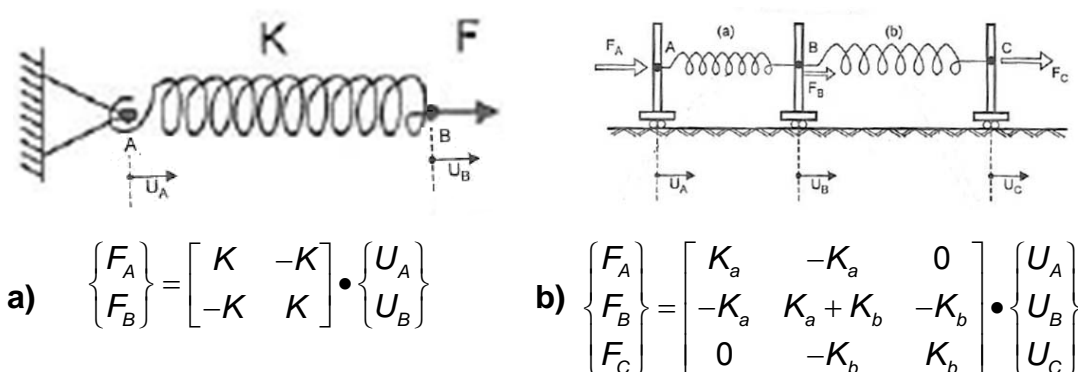 K F
A B
U_A U_B
(a) (b)
F_A A B C
F_B F_C
U_A U_B U_C
a) {F_A F_B} = [K -K; -K K] • {U_A U_B}
b) {F_A F_B F_C} = [K_a -K_a 0; -K_a K_a + K_b -K_b; 0 -K_b K_b] • {U_A U_B U_C}